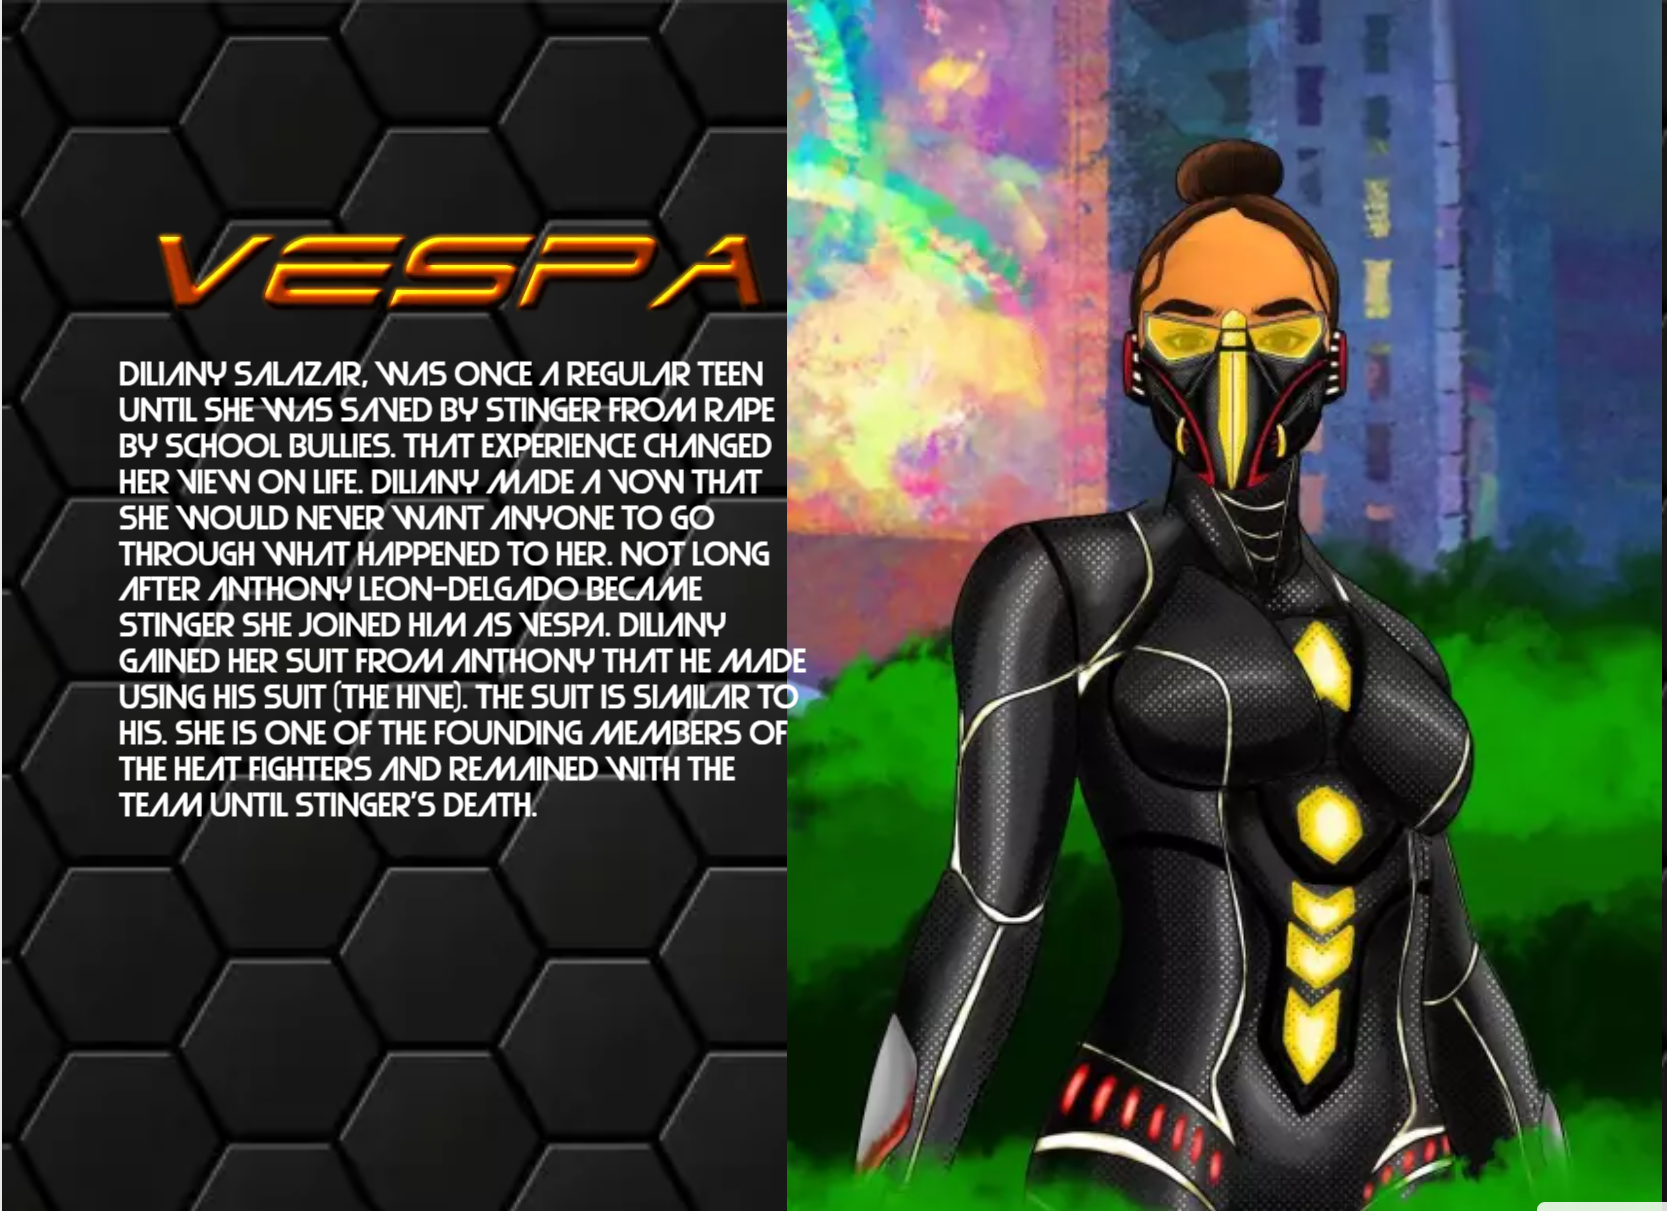 VESPA
DILIANY SALAZAR, WAS ONCE A REGULAR TEEN
UNTIL SHE WAS SAVED BY STINGER FROM RAPE
BY SCHOOL BULLIES. THAT EXPERIENCE CHANGED
HER VIEW ON LIFE. DILIANY MADE A VOW THAT
SHE WOULD NEVER WANT ANYONE TO GO
THROUGH WHAT HAPPENED TO HER. NOT LONG
AFTER ANTHONY LEON-DELGADO BECAME
STINGER SHE JOINED HIM AS VESPA. DILIANY
GAINED HER SUIT FROM ANTHONY THAT HE MADE
USING HIS SUIT (THE HIVE). THE SUIT IS SIMILAR TO
HIS. SHE IS ONE OF THE FOUNDING MEMBERS OF
THE HEAT FIGHTERS AND REMAINED WITH THE
TEAM UNTIL STINGER'S DEATH.